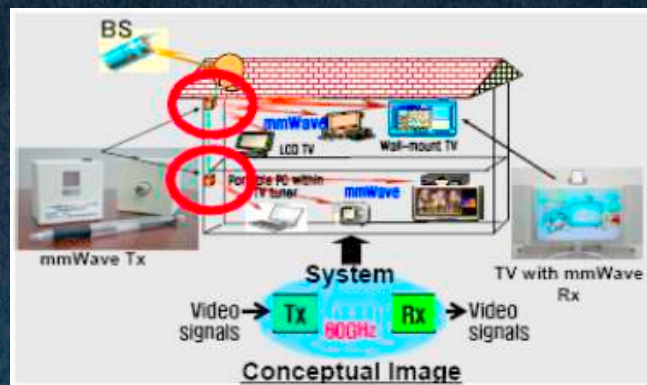 BS
mmWave
LCD TV
Wall-mount TV
Portable PC within
TV tuner
mmWave
mmWave Tx
TV with mmWave
Rx
System
Video
signals
Tx
60GHz
Rx
Video
signals
Conceptual Image